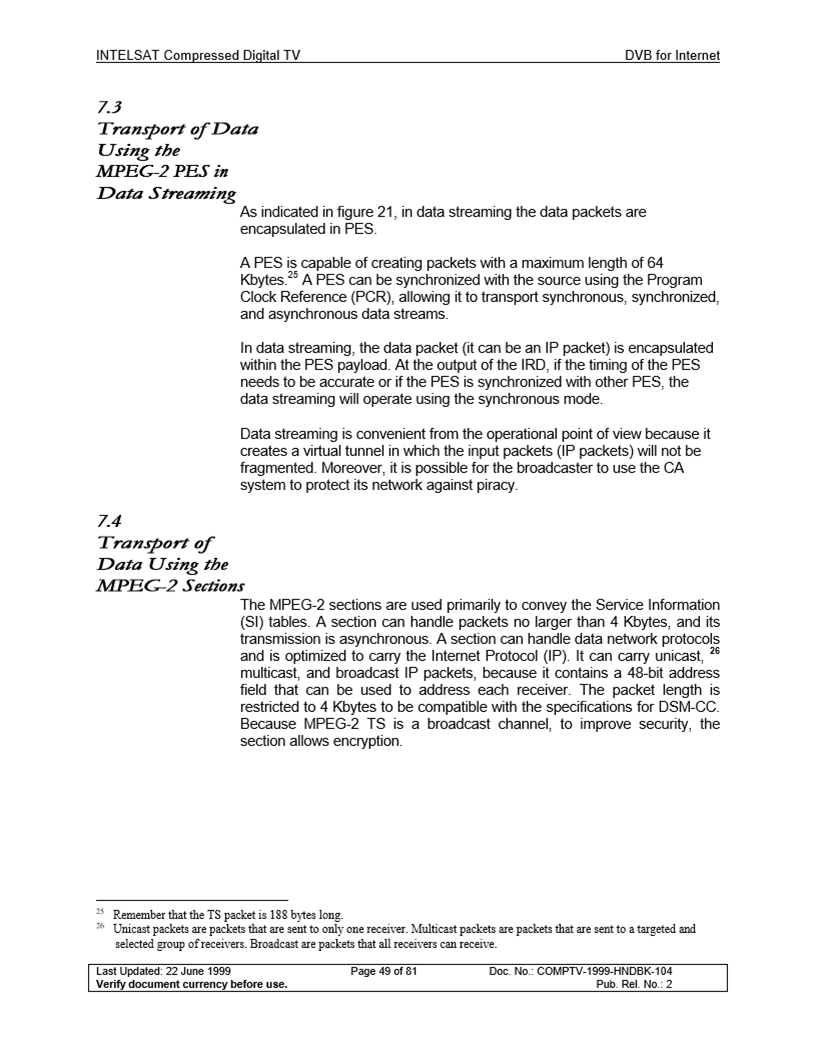 INTELSAT Compressed Digital TV DVB for Internet
7.3
Transport of Data
Using the
MPEG-2 PES in
Data Streaming
As indicated in figure 21, in data streaming the data packets are
encapsulated in PES.
A PES is capable of creating packets with a maximum length of 64
Kbytes.25 A PES can be synchronized with the source using the Program
Clock Reference (PCR), allowing it to transport synchronous, synchronized,
and asynchronous data streams.
In data streaming, the data packet (it can be an IP packet) is encapsulated
within the PES payload. At the output of the IRD, if the timing of the PES
needs to be accurate or if the PES is synchronized with other PES, the
data streaming will operate using the synchronous mode.
Data streaming is convenient from the operational point of view because it
creates a virtual tunnel in which the input packets (IP packets) will not be
fragmented. Moreover, it is possible for the broadcaster to use the CA
system to protect its network against piracy.
7.4
Transport of
Data Using the
MPEG-2 Sections
The MPEG-2 sections are used primarily to convey the Service Information
(SI) tables. A section can handle packets no larger than 4 Kbytes, and its
transmission is asynchronous. A section can handle data network protocols
and is optimized to carry the Internet Protocol (IP). It can carry unicast, 26
multicast, and broadcast IP packets, because it contains a 48-bit address
field that can be used to address each receiver. The packet length is
restricted to 4 Kbytes to be compatible with the specifications for DSM-CC.
Because MPEG-2 TS is a broadcast channel, to improve security, the
section allows encryption.
25 Remember that the TS packet is 188 bytes long.
26 Unicast packets are packets that are sent to only one receiver. Multicast packets are packets that are sent to a targeted and
selected group of receivers. Broadcast are packets that all receivers can receive.
Last Updated: 22 June 1999 Page 49 of 81 Doc. No.: COMPTV-1999-HNDBK-104
Verify document currency before use. Pub. Rel. No.: 2